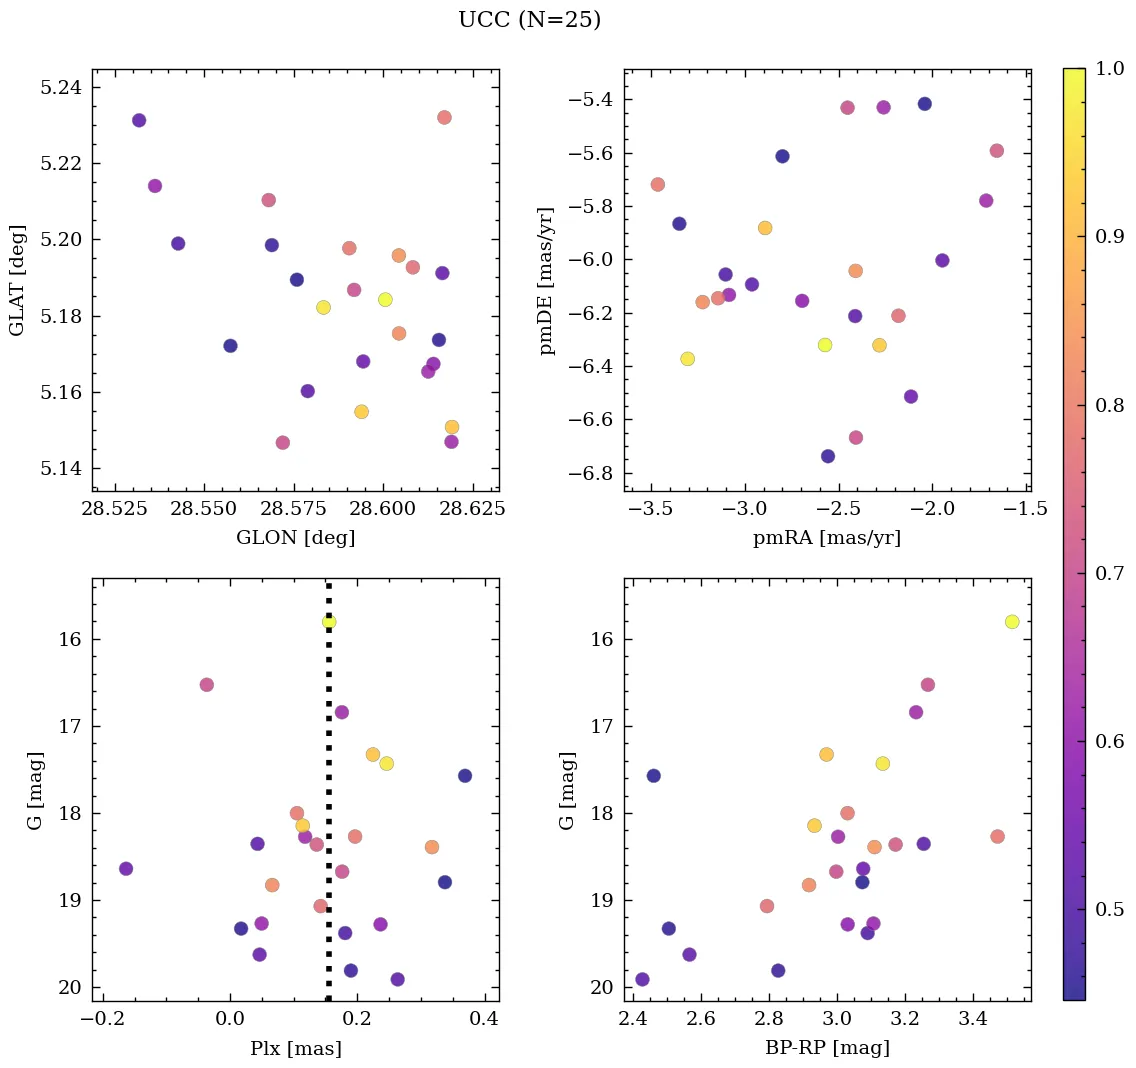 UCC (N=25)
5.24
5.22
5.20
5.18
5.16
5.14
GLAT [deg]
28.525 28.550 28.575 28.600 28.625
GLON [deg]
−5.4
−5.6
−5.8
−6.0
−6.2
−6.4
−6.6
−6.8
pmDE [mas/yr]
−3.5 −3.0 −2.5 −2.0 −1.5
pmRA [mas/yr]
16
17
18
19
20
G [mag]
−0.2 0.0 0.2 0.4
Plx [mas]
16
17
18
19
20
G [mag]
2.4 2.6 2.8 3.0 3.2 3.4
BP-RP [mag]
1.0
0.9
0.8
0.7
0.6
0.5